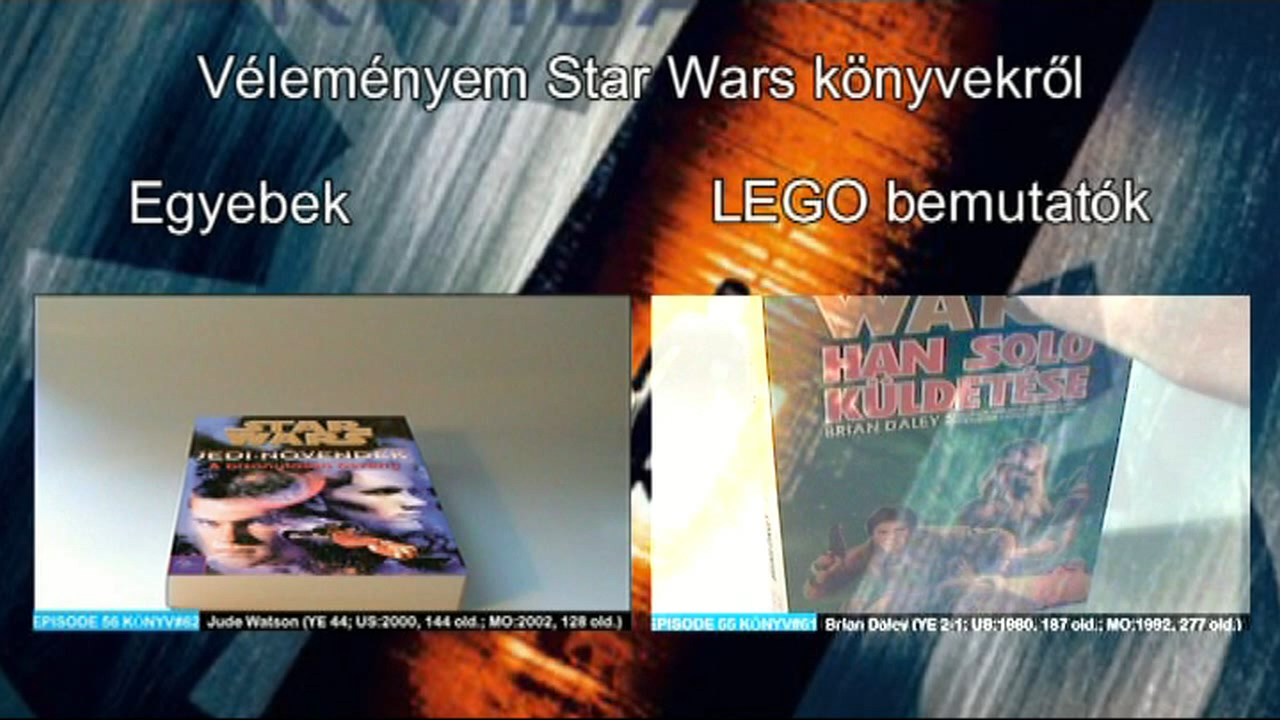 Véleményem Star Wars könyvekről
Egyebek
LEGO bemutatók
STAR
WARS
JEDI-NÖVENDÉK
EPISODE 56 KÖNYV#62 Jude Watson (YE 44; US:2000, 144 old.; MO:2002, 128 old.)
WARS
HAN SOLO
KÜLDETÉSE
BRIAN DALEY
EPISODE 55 KÖNYV#61 Brian Daley (YE 2-1; US:1980, 187 old.; MO:1992, 277 old.)